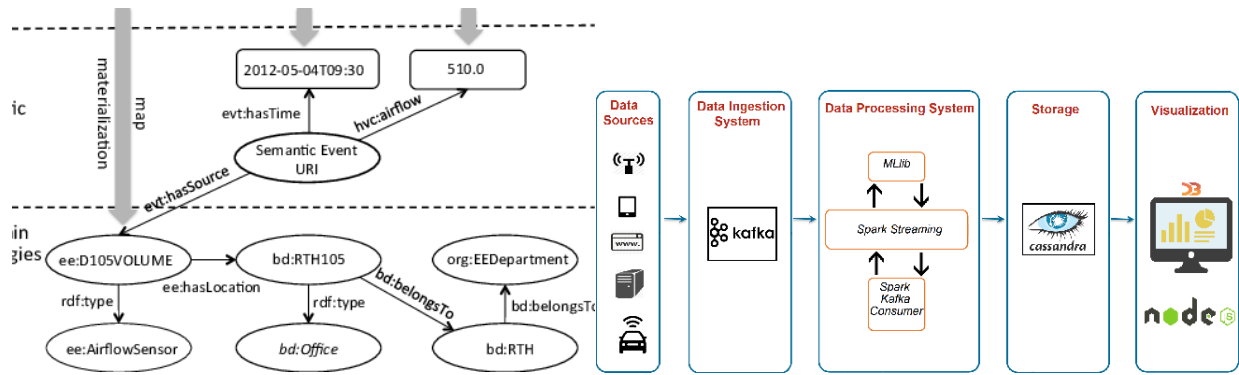 2012-05-04T09:30
510.0
map
materialization
evt:hasTime
hvc:airflow
Semantic Event
URI
evt:hasSource
ee:D105VOLUME
bd:RTH105
org:EEDepartment
ee:hasLocation
bd:belongsTo
rdf:type
rdf:type
bd:belongsTo
ee:AirflowSensor
bd:Office
bd:RTH
Data
Sources
www.
Data Ingestion
System
kafka
Data Processing System
MLlib
Spark Streaming
Spark
Kafka
Consumer
Storage
cassandra
Visualization
D3
node
JS